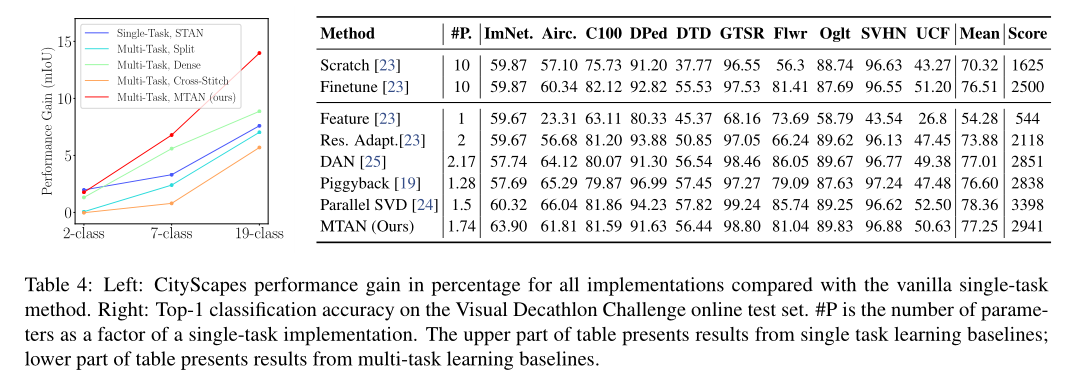 15
10
5
0
Performance Gain (mIoU)
Single-Task, STAN
Multi-Task, Split
Multi-Task, Dense
Multi-Task, Cross-Stitch
Multi-Task, MTAN (ours)
2-class 7-class 19-class
Method #P. ImNet. Airc. C100 DPed DTD GTSR Flwr Oglt SVHN UCF Mean Score
Scratch [23] 10 59.87 57.10 75.73 91.20 37.77 96.55 56.3 88.74 96.63 43.27 70.32 1625
Finetune [23] 10 59.87 60.34 82.12 92.82 55.53 97.53 81.41 87.69 96.55 51.20 76.51 2500
Feature [23] 1 59.67 23.31 63.11 80.33 45.37 68.16 73.69 58.79 43.54 26.8 54.28 544
Res. Adapt.[23] 2 59.67 56.68 81.20 93.88 50.85 97.05 66.24 89.62 96.13 47.45 73.88 2118
DAN [25] 2.17 57.74 64.12 80.07 91.30 56.54 98.46 86.05 89.67 96.77 49.38 77.01 2851
Piggyback [19] 1.28 57.69 65.29 79.87 96.99 57.45 97.27 79.09 87.63 97.24 47.48 76.60 2838
Parallel SVD [24] 1.5 60.32 66.04 81.86 94.23 57.82 99.24 85.74 89.25 96.62 52.50 78.36 3398
MTAN (Ours) 1.74 63.90 61.81 81.59 91.63 56.44 98.80 81.04 89.83 96.88 50.63 77.25 2941
Table 4: Left: CityScapes performance gain in percentage for all implementations compared with the vanilla single-task
method. Right: Top-1 classification accuracy on the Visual Decathlon Challenge online test set. #P is the number of parame-
ters as a factor of a single-task implementation. The upper part of table presents results from single task learning baselines;
lower part of table presents results from multi-task learning baselines.